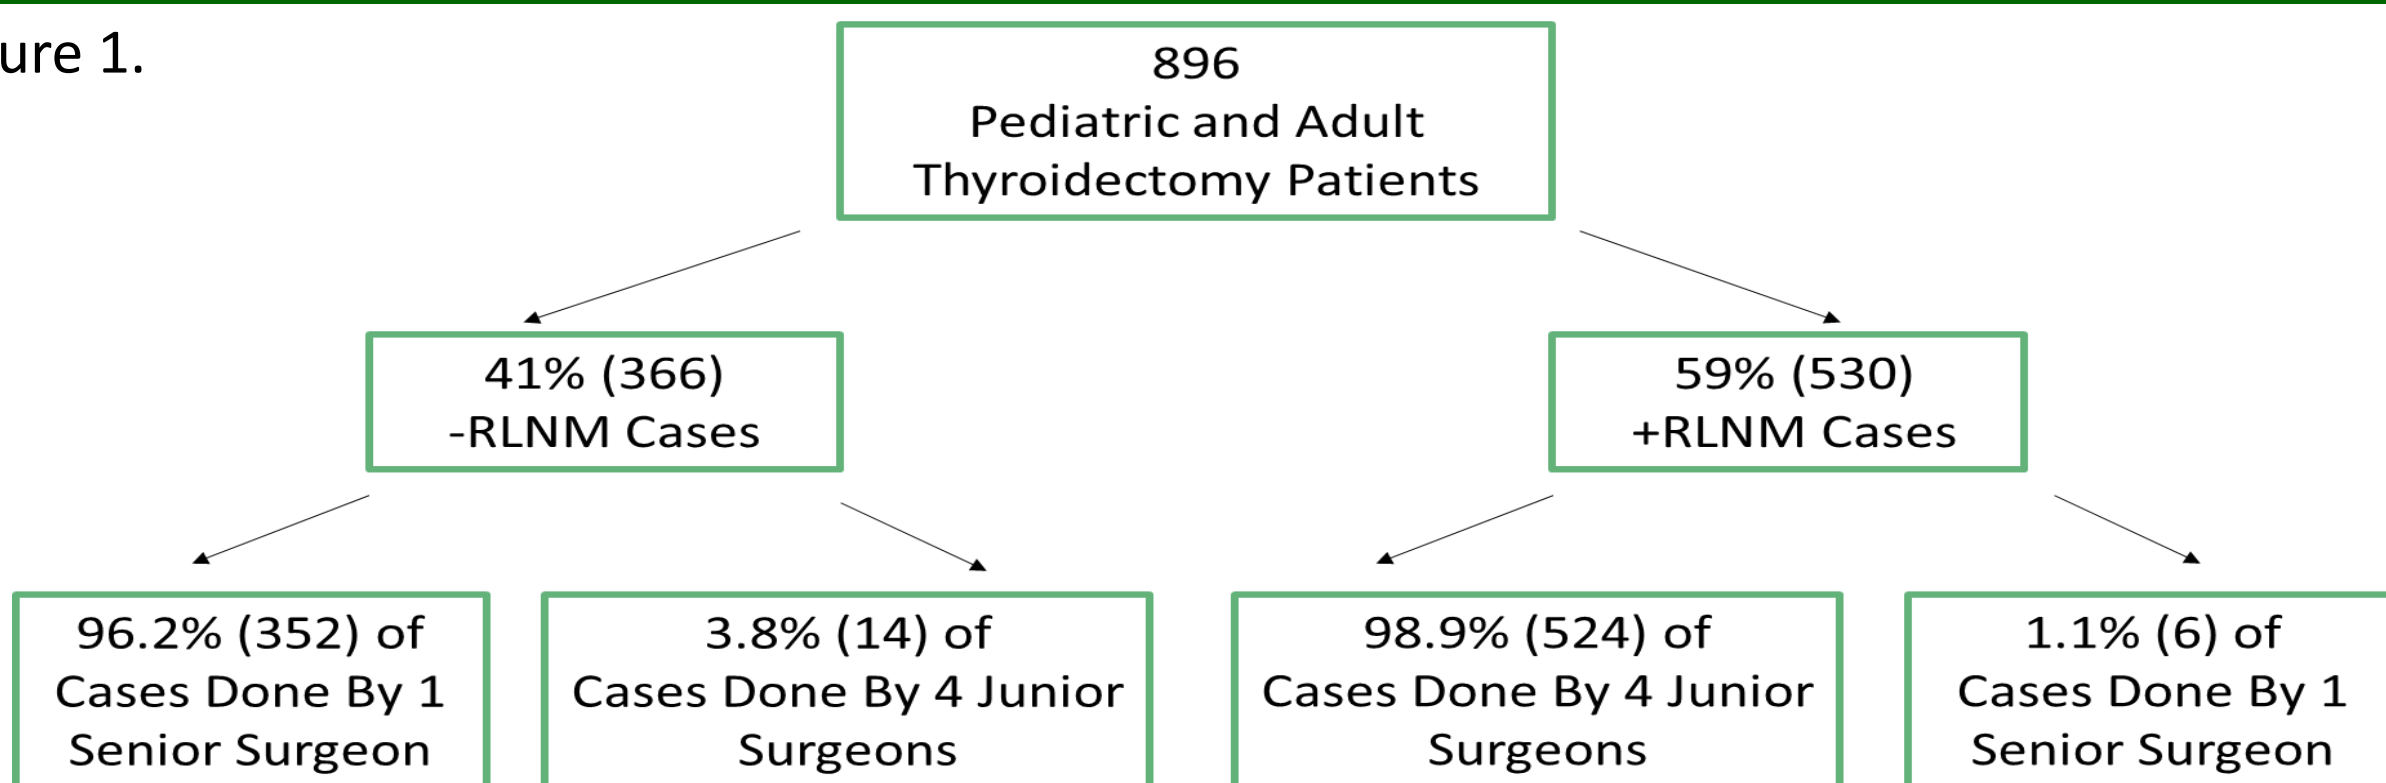 ure 1.
896
Pediatric and Adult
Thyroidectomy Patients
41% (366)
-RLNM Cases
59% (530)
+RLNM Cases
96.2% (352) of
Cases Done By 1
Senior Surgeon
3.8% (14) of
Cases Done By 4 Junior
Surgeons
98.9% (524) of
Cases Done By 4 Junior
Surgeons
1.1% (6) of
Cases Done By 1
Senior Surgeon